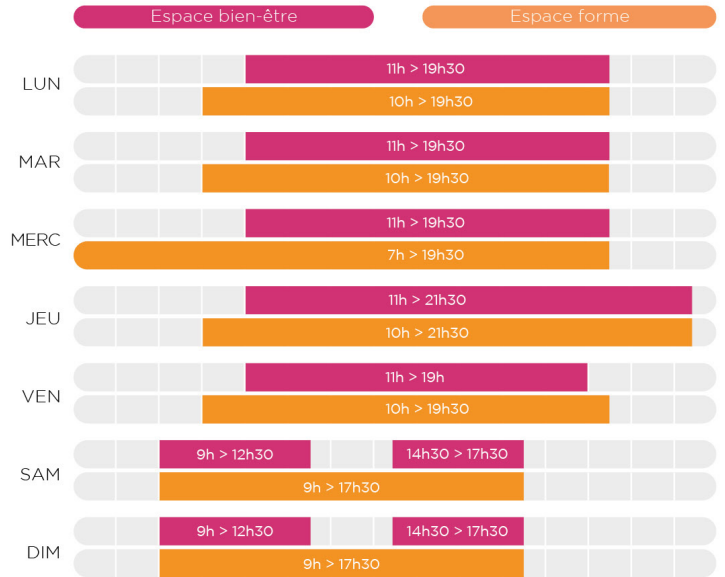 Espace bien-être
Espace forme
LUN
11h > 19h30
10h > 19h30
MAR
11h > 19h30
10h > 19h30
MERC
11h > 19h30
7h > 19h30
JEU
11h > 21h30
10h > 21h30
VEN
11h > 19h
10h > 19h30
SAM
9h > 12h30
14h30 > 17h30
9h > 17h30
DIM
9h > 12h30
14h30 > 17h30
9h > 17h30